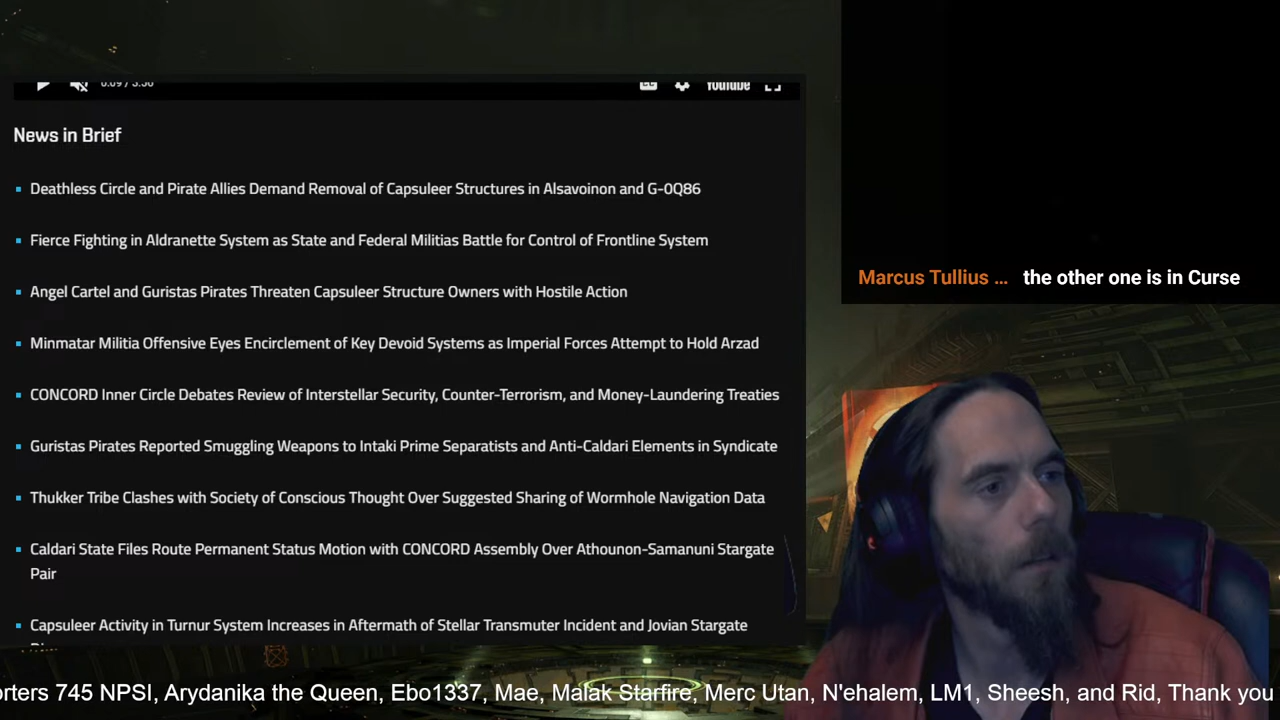 YouTube
News in Brief
Deathless Circle and Pirate Allies Demand Removal of Capsuleer Structures in Alsavoinon and G-0Q86
Fierce Fighting in Aldranette System as State and Federal Militias Battle for Control of Frontline System
Angel Cartel and Guristas Pirates Threaten Capsuleer Structure Owners with Hostile Action
Minmatar Militia Offensive Eyes Encirclement of Key Devoid Systems as Imperial Forces Attempt to Hold Arzad
CONCORD Inner Circle Debates Review of Interstellar Security, Counter-Terrorism, and Money-Laundering Treaties
Guristas Pirates Reported Smuggling Weapons to Intaki Prime Separatists and Anti-Caldari Elements in Syndicate
Thukker Tribe Clashes with Society of Conscious Thought Over Suggested Sharing of Wormhole Navigation Data
Caldari State Files Route Permanent Status Motion with CONCORD Assembly Over Athounon-Samanuni Stargate
Pair
Capsuleer Activity in Turnur System Increases in Aftermath of Stellar Transmuter Incident and Jovian Stargate
Marcus Tullius ... the other one is in Curse
orters 745 NPSI, Arydanika the Queen, Ebo1337, Mae, Malak Starfire, Merc Utan, N'ehalem, LM1, Sheesh, and Rid, Thank you